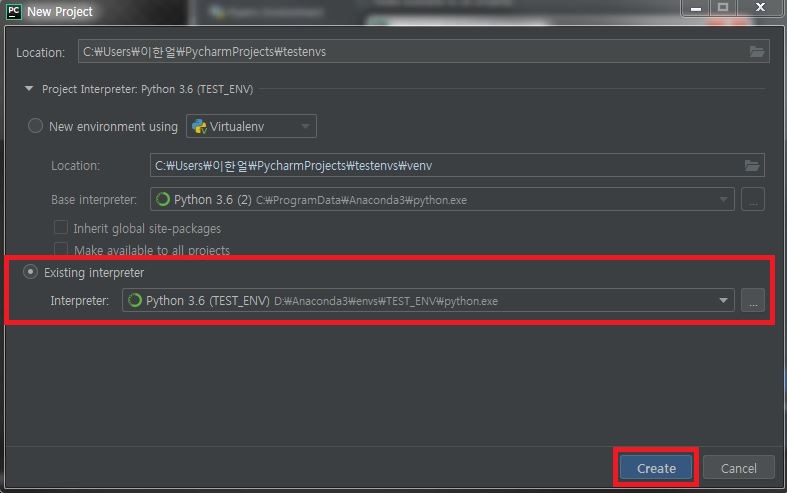 PC New Project
Location: C:₩Users₩이한얼₩PycharmProjects₩testenvs
Project Interpreter: Python 3.6 (TEST_ENV)
New environment using Virtualenv
Location: C:₩Users₩이한얼₩PycharmProjects₩testenvs₩venv
Base interpreter: Python 3.6 (2) C:₩ProgramData₩Anaconda3₩python.exe ...
Inherit global site-packages
Make available to all projects
Existing interpreter
Interpreter: Python 3.6 (TEST_ENV) D:₩Anaconda3₩envs₩TEST_ENV₩python.exe ...
Create Cancel